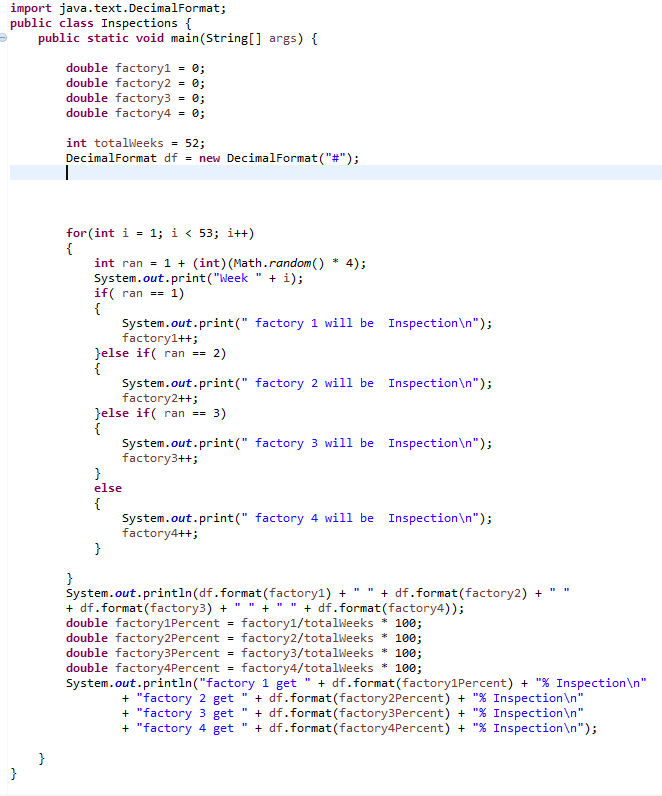 import java.text.DecimalFormat;
public class Inspections {
    public static void main(String[] args) {

        double factory1 = 0;
        double factory2 = 0;
        double factory3 = 0;
        double factory4 = 0;

        int totalWeeks = 52;
        DecimalFormat df = new DecimalFormat("#");

        for(int i = 1; i < 53; i++)
        {
            int ran = 1 + (int)(Math.random() * 4);
            System.out.print("Week " + i);
            if( ran == 1)
            {
                System.out.print(" factory 1 will be  Inspection\n");
                factory1++;
            }else if( ran == 2)
            {
                System.out.print(" factory 2 will be  Inspection\n");
                factory2++;
            }else if( ran == 3)
            {
                System.out.print(" factory 3 will be  Inspection\n");
                factory3++;
            }
            else
            {
                System.out.print(" factory 4 will be  Inspection\n");
                factory4++;
            }

        }
        System.out.println(df.format(factory1) + " " + df.format(factory2) + " "
        + df.format(factory3) + " " + " " + df.format(factory4));
        double factory1Percent = factory1/totalWeeks * 100;
        double factory2Percent = factory2/totalWeeks * 100;
        double factory3Percent = factory3/totalWeeks * 100;
        double factory4Percent = factory4/totalWeeks * 100;
        System.out.println("factory 1 get " + df.format(factory1Percent) + "% Inspection\n"
                + "factory 2 get " + df.format(factory2Percent) + "% Inspection\n"
                + "factory 3 get " + df.format(factory3Percent) + "% Inspection\n"
                + "factory 4 get " + df.format(factory4Percent) + "% Inspection\n");

    }
}